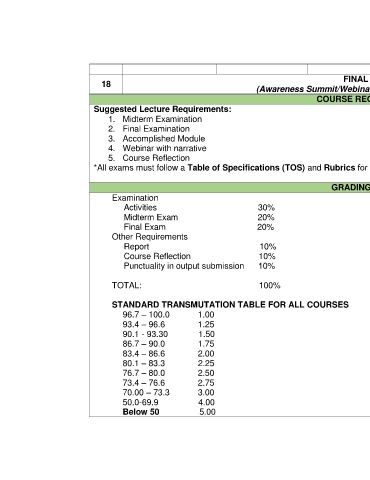 18
FINAL
(Awareness Summit/Webina
COURSE REQ
Suggested Lecture Requirements:
1. Midterm Examination
2. Final Examination
3. Accomplished Module
4. Webinar with narrative
5. Course Reflection
*All exams must follow a Table of Specifications (TOS) and Rubrics for
GRADING
Examination
Activities 30%
Midterm Exam 20%
Final Exam 20%
Other Requirements
Report 10%
Course Reflection 10%
Punctuality in output submission 10%
TOTAL: 100%
STANDARD TRANSMUTATION TABLE FOR ALL COURSES
96.7 – 100.0 1.00
93.4 – 96.6 1.25
90.1 - 93.30 1.50
86.7 – 90.0 1.75
83.4 – 86.6 2.00
80.1 – 83.3 2.25
76.7 – 80.0 2.50
73.4 – 76.6 2.75
70.00 – 73.3 3.00
50.0-69.9 4.00
Below 50 5.00